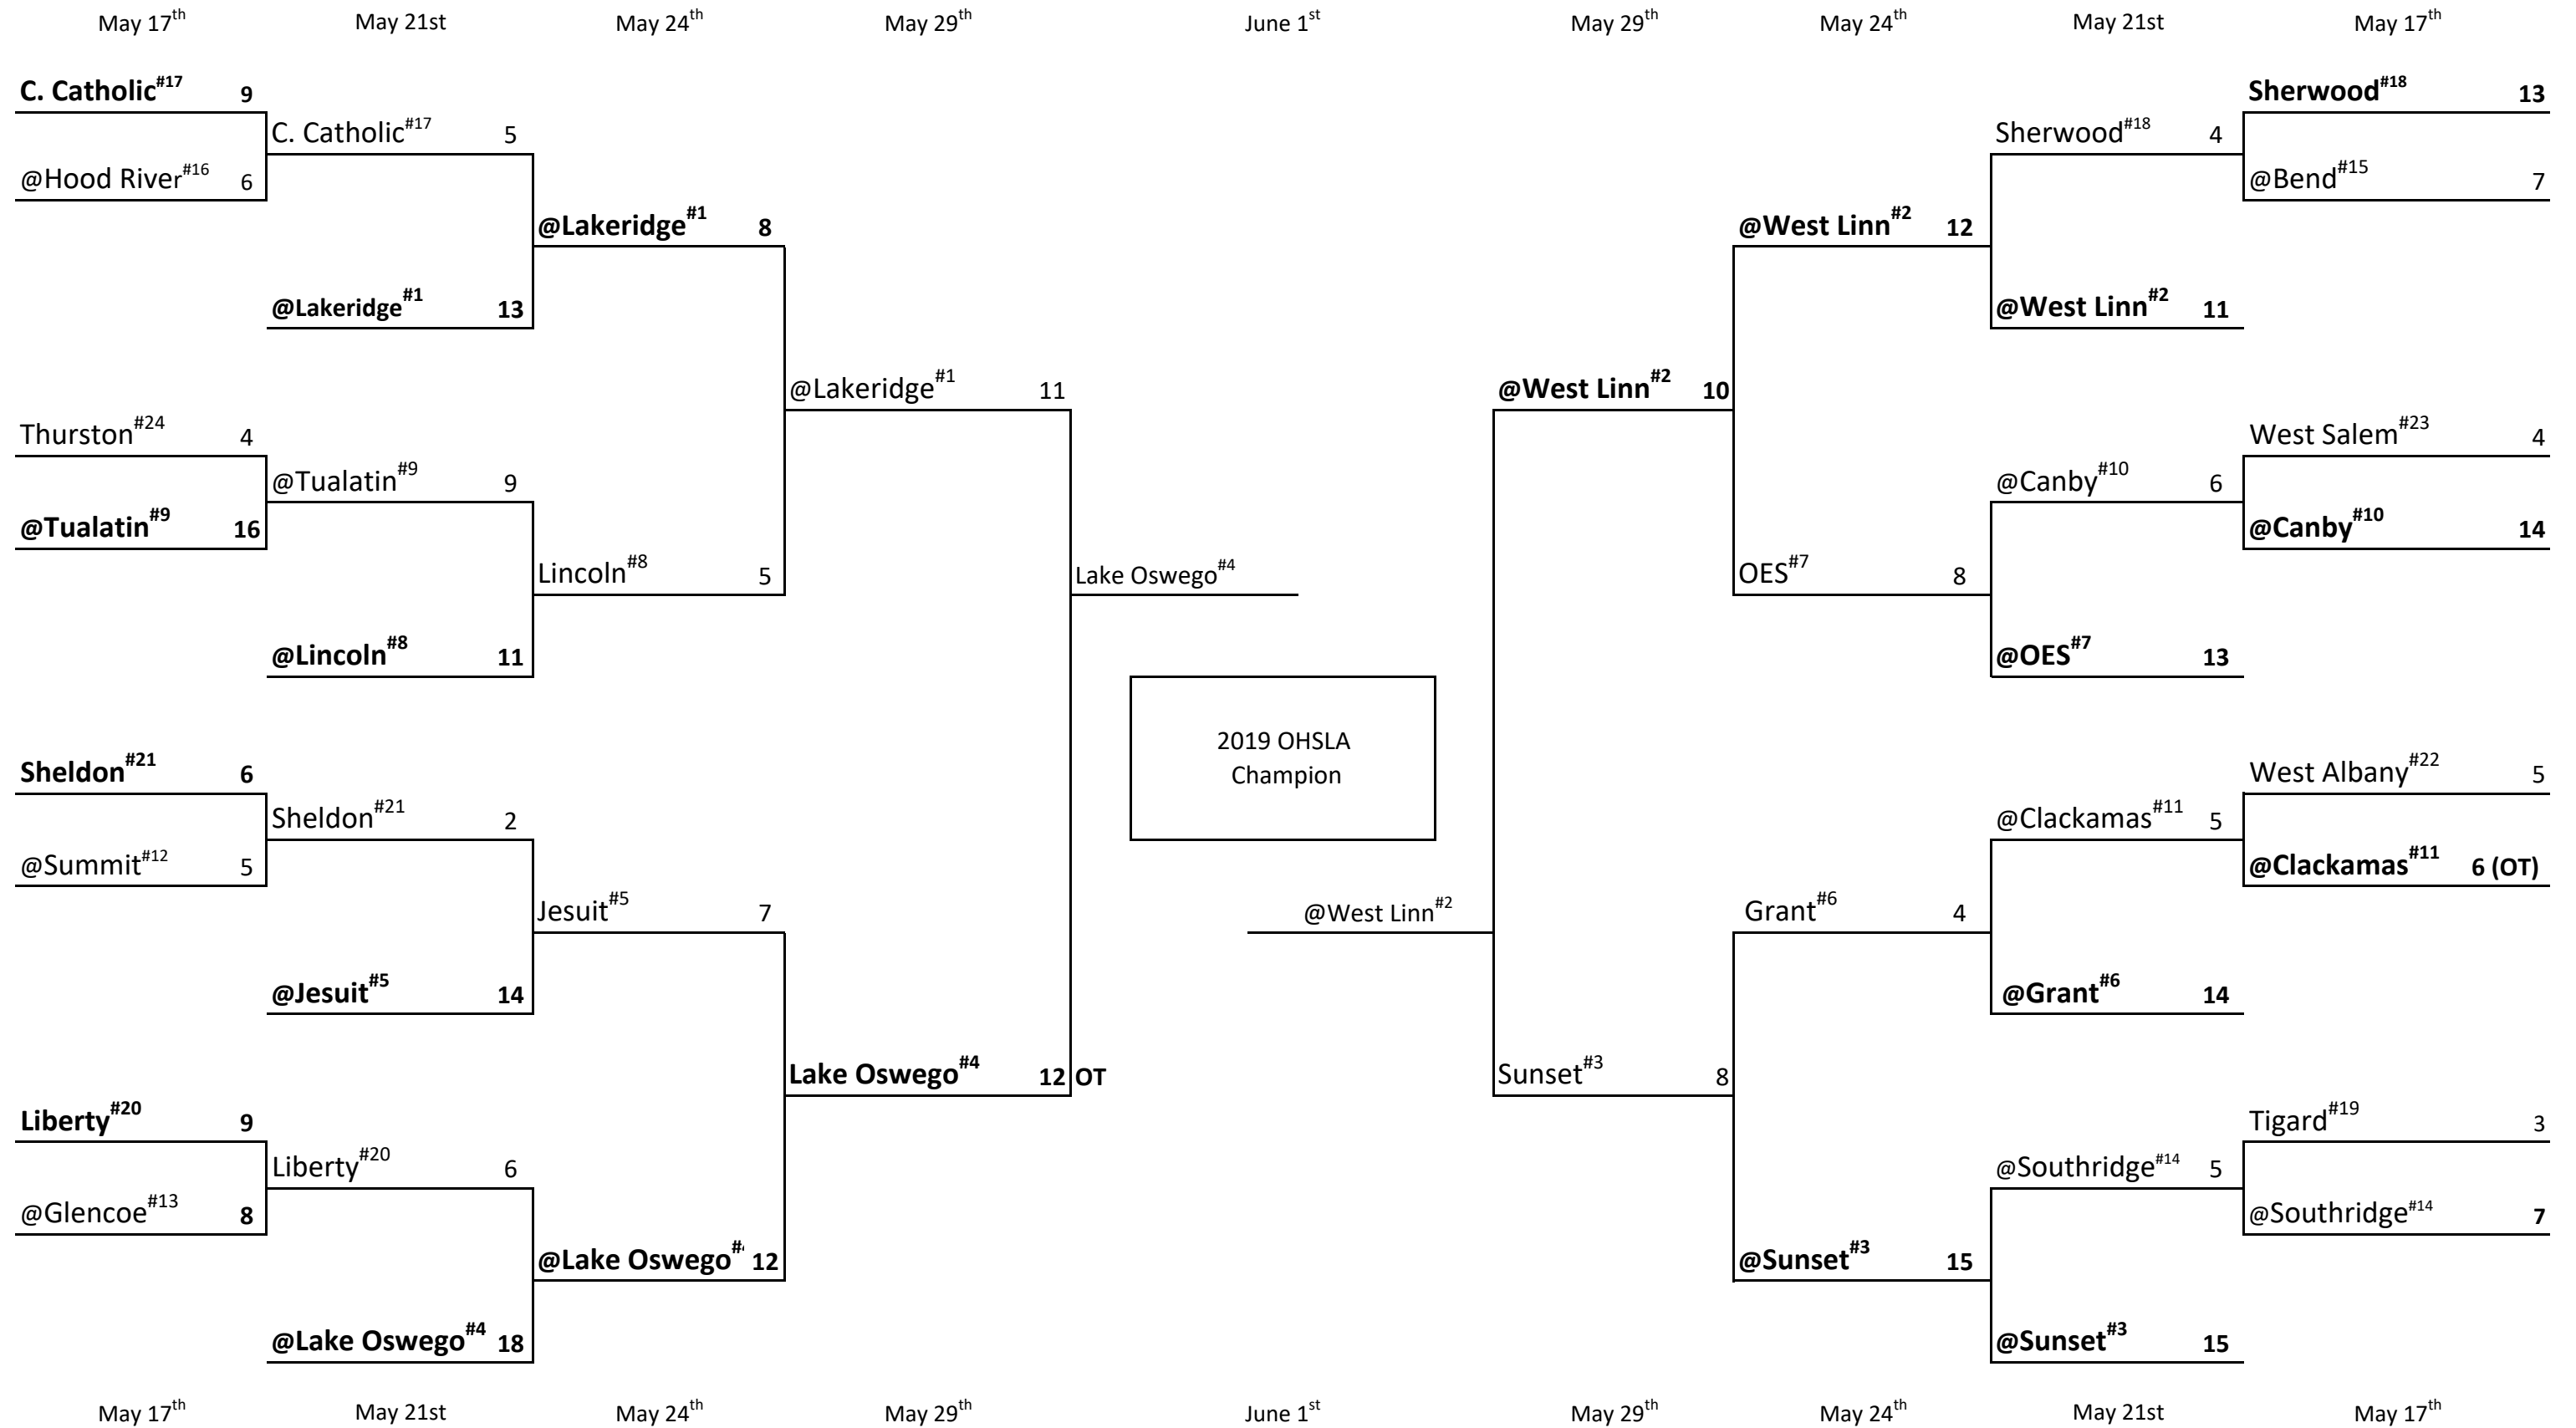 May 17th May 21st May 24th May 29th June 1st May 29th May 24th May 21st May 17th
C. Catholic#17 9
Sherwood#18 13
C. Catholic#17 5
Sherwood#18 4
@Hood River#16 6
@Bend#15 7
@Lakeridge#1 8
@West Linn#2 12
@Lakeridge#1 13
@West Linn#2 11
@Lakeridge#1 11
@West Linn#2 10
Thurston#24 4
West Salem#23 4
@Tualatin#9 9
@Canby#10 6
@Tualatin#9 16
@Canby#10 14
Lincoln#8 5
Lake Oswego#4
OES#7 8
@Lincoln#8 11
@OES#7 13
2019 OHSLA
Champion
Sheldon#21 6
West Albany#22 5
Sheldon#21 2
@Clackamas#11 5
@Summit#12 5
@Clackamas#11 6 (OT)
Jesuit#5 7
@West Linn#2
Grant#6 4
@Jesuit#5 14
@Grant#6 14
Lake Oswego#4 12 OT
Sunset#3 8
Liberty#20 9
Tigard#19 3
Liberty#20 6
@Southridge#14 5
@Glencoe#13 8
@Southridge#14 7
@Lake Oswego# 12
@Sunset#3 15
@Lake Oswego#4 18
@Sunset#3 15
May 17th May 21st May 24th May 29th June 1st May 29th May 24th May 21st May 17th